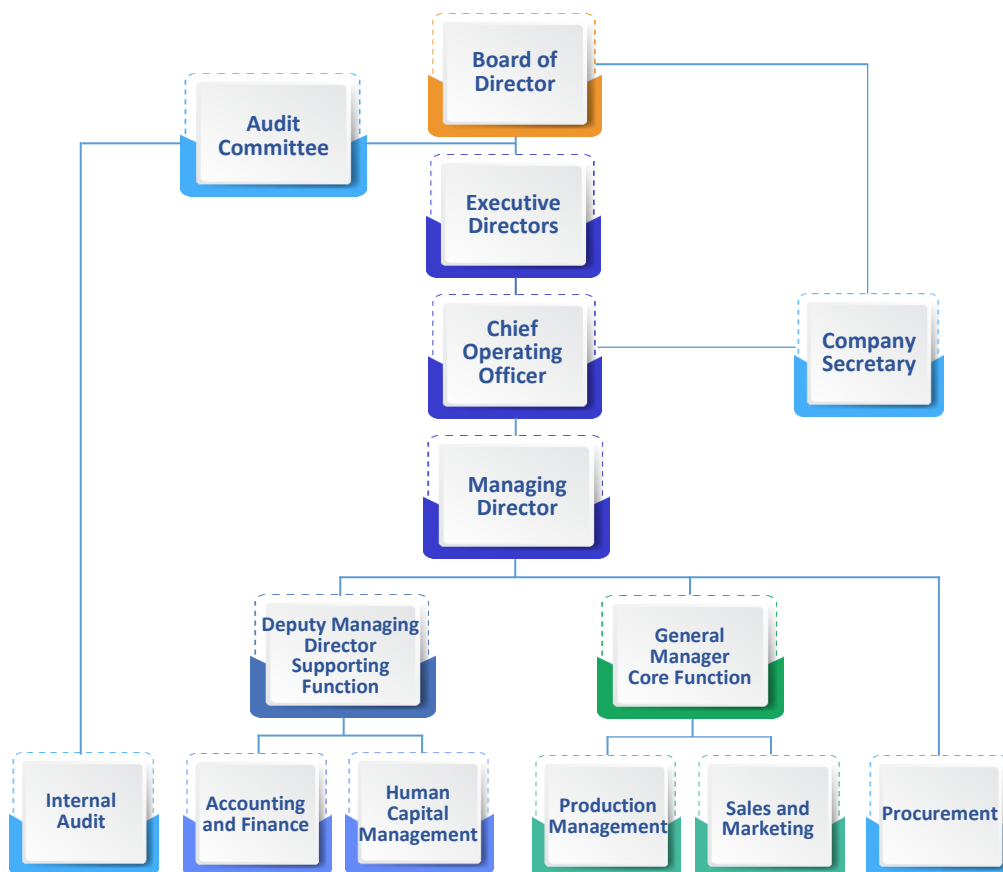 Board of
Director
Audit
Committee
Executive
Directors
Chief
Operating
Officer
Company
Secretary
Managing
Director
Deputy Managing
Director
Supporting
Function
General
Manager
Core Function
Internal
Audit
Accounting
and Finance
Human
Capital
Management
Production
Management
Sales and
Marketing
Procurement